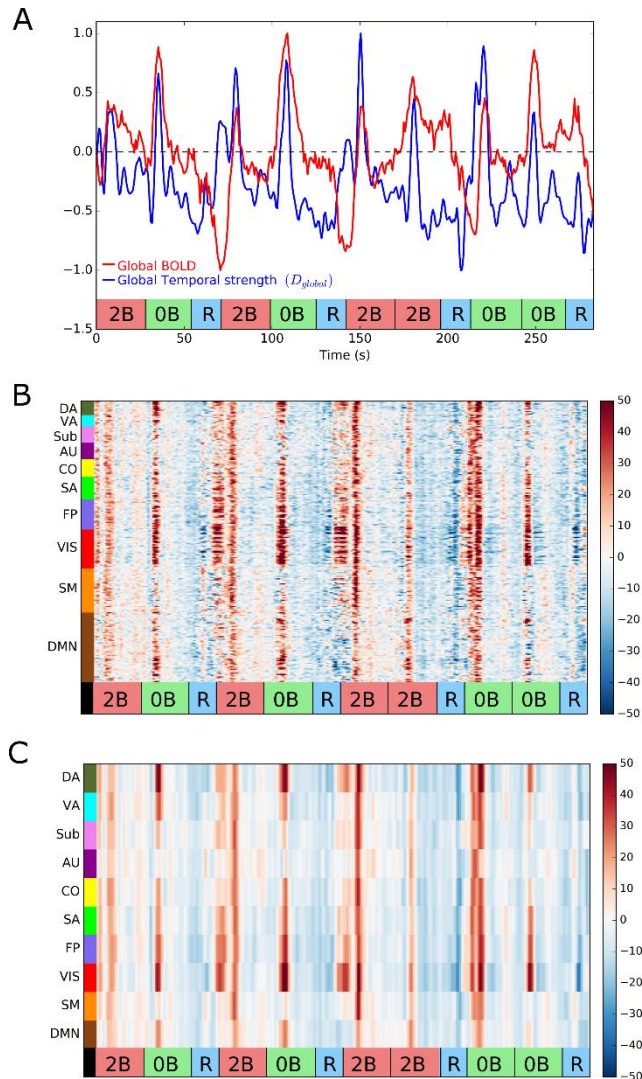 A
1.0
0.5
0.0
−0.5
−1.0
−1.5
Global BOLD
Global Temporal strength (D_global)
2B 0B R 2B 0B R 2B 2B R 0B 0B R
0 50 100 150 200 250
Time (s)
B
DA
VA
Sub
AU
CO
SA
FP
VIS
SM
DMN
2B 0B R 2B 0B R 2B 2B R 0B 0B R
50
40
30
20
10
0
−10
−20
−30
−40
−50
C
DA
VA
Sub
AU
CO
SA
FP
VIS
SM
DMN
2B 0B R 2B 0B R 2B 2B R 0B 0B R
50
40
30
20
10
0
−10
−20
−30
−40
−50